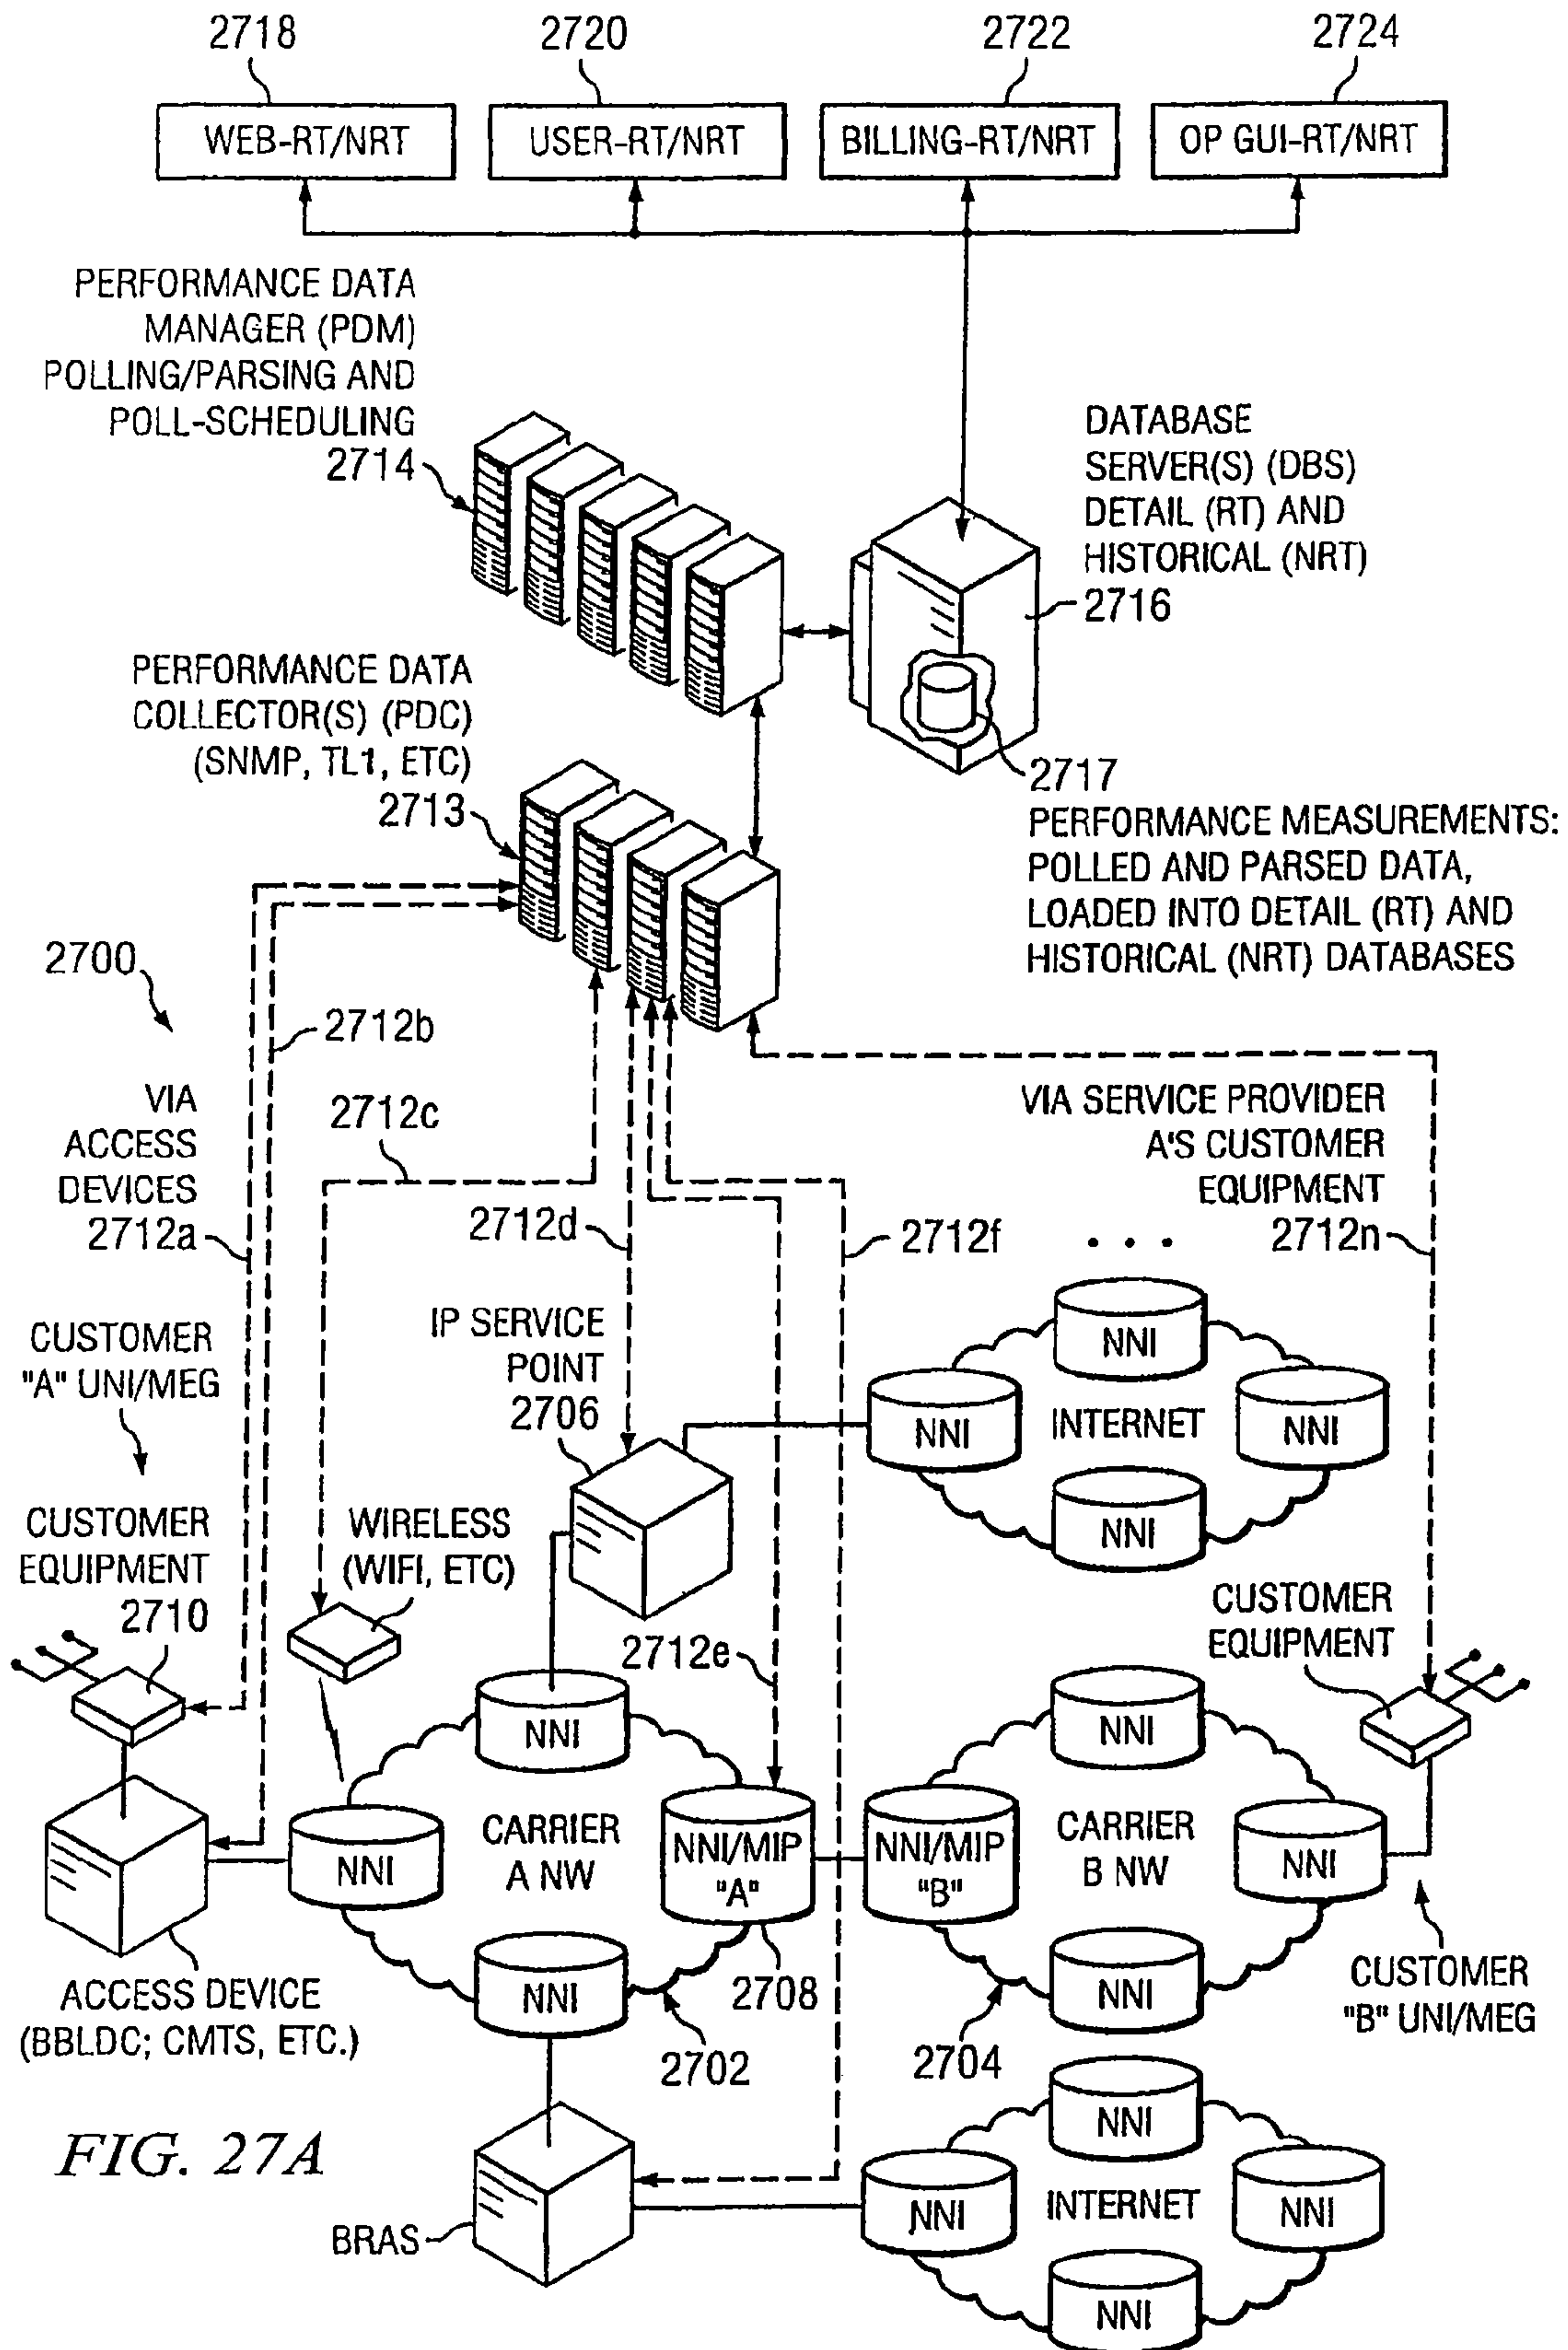 2718
2720
2722
2724
WEB-RT/NRT
USER-RT/NRT
BILLING-RT/NRT
OP GUI-RT/NRT
PERFORMANCE DATA
MANAGER (PDM)
POLLING/PARSING AND
POLL-SCHEDULING
2714
DATABASE
SERVER(S) (DBS)
DETAIL (RT) AND
HISTORICAL (NRT)
2716
PERFORMANCE DATA
COLLECTOR(S) (PDC)
(SNMP, TL1, ETC)
2713
2717
PERFORMANCE MEASUREMENTS:
POLLED AND PARSED DATA,
LOADED INTO DETAIL (RT) AND
HISTORICAL (NRT) DATABASES
2700
2712b
VIA
ACCESS
DEVICES
2712a
2712c
2712d
2712f
VIA SERVICE PROVIDER
A'S CUSTOMER
EQUIPMENT
2712n
. . .
CUSTOMER
"A" UNI/MEG
IP SERVICE
POINT
2706
NNI
NNI
INTERNET
NNI
NNI
CUSTOMER
EQUIPMENT
2710
WIRELESS
(WIFI, ETC)
2712e
CUSTOMER
EQUIPMENT
NNI
NNI
CARRIER
A NW
NNI
NNI/MIP
"A"
NNI
NNI/MIP
"B"
CARRIER
B NW
NNI
NNI
2708
2702
2704
ACCESS DEVICE
(BBLDC; CMTS, ETC.)
CUSTOMER
"B" UNI/MEG
BRAS
NNI
NNI
INTERNET
NNI
NNI
FIG. 27A